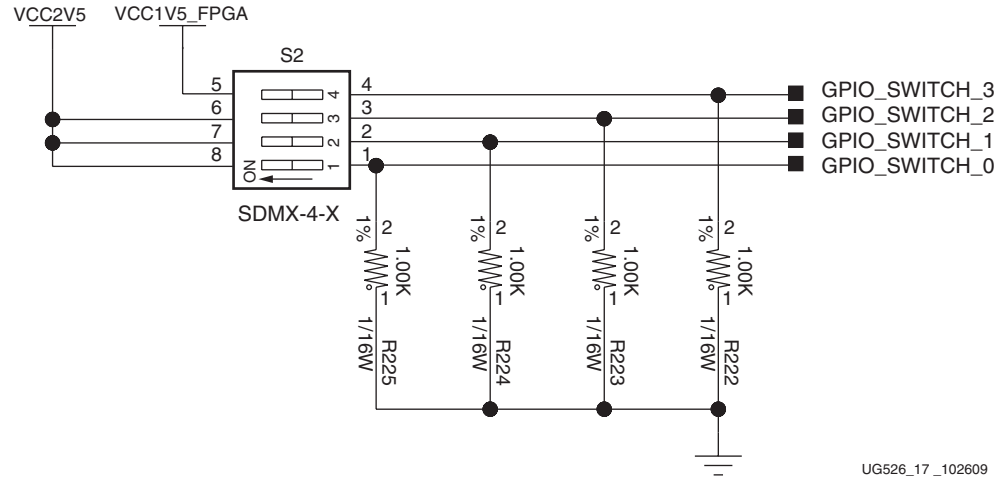 VCC2V5
VCC1V5_FPGA
S2
5
4
4
GPIO_SWITCH_3
6
3
3
GPIO_SWITCH_2
7
2
2
GPIO_SWITCH_1
8
1
1
GPIO_SWITCH_0
ON
SDMX-4-X
1%
2
1.00K
1
1/16W
R225
1%
2
1.00K
1
1/16W
R224
1%
2
1.00K
1
1/16W
R223
1%
2
1.00K
1
1/16W
R222
UG526_17 _102609